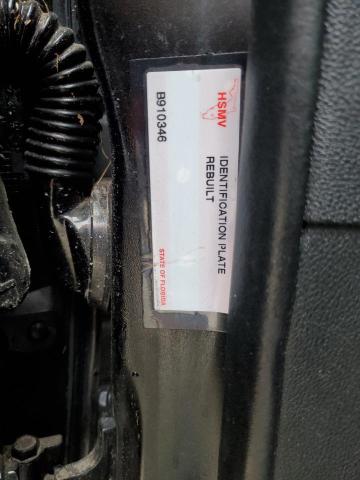 HSMV
IDENTIFICATION PLATE
REBUILT
B910346
STATE OF FLORIDA